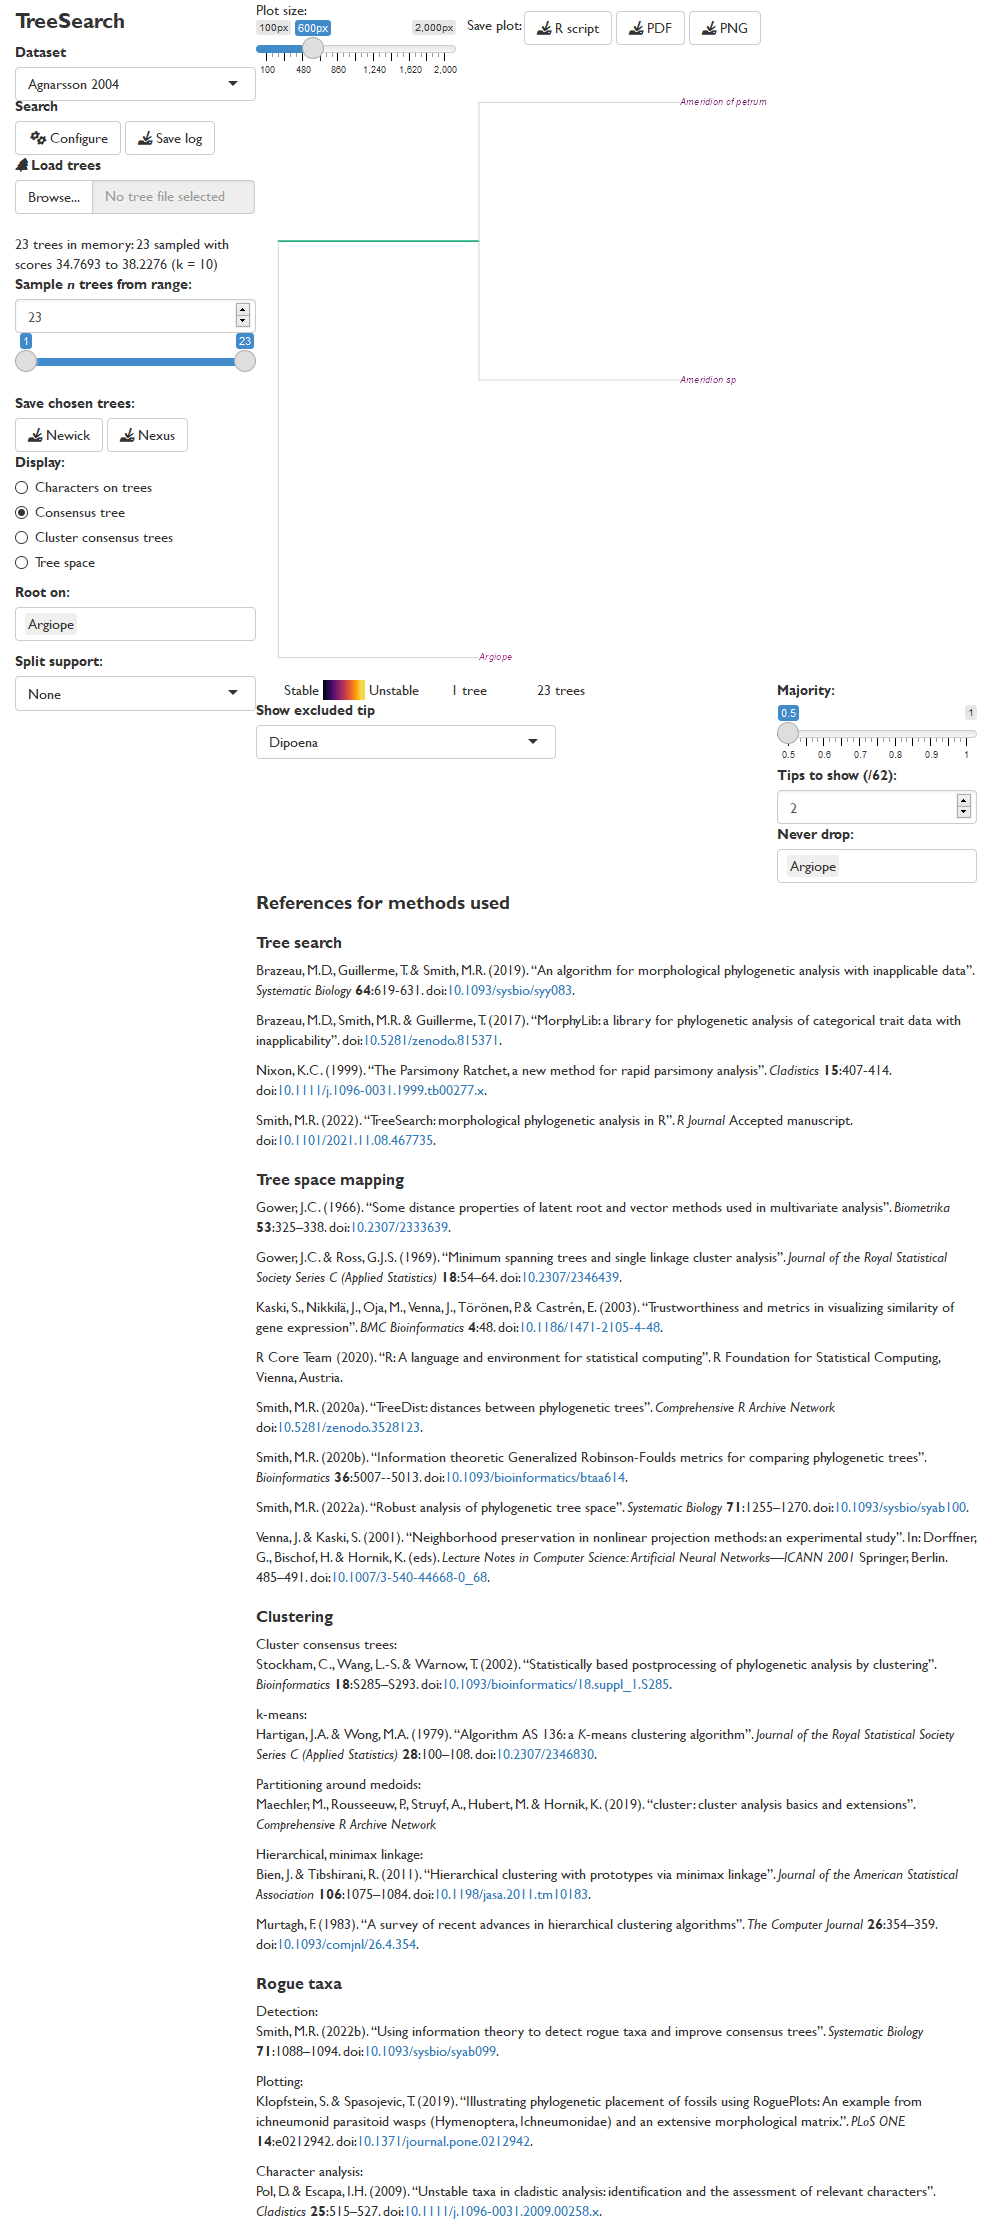 TreeSearch
Dataset
Agnarsson 2004
Search
Configure
Save log
Load trees
Browse...
No tree file selected
23 trees in memory: 23 sampled with
scores 34.7693 to 38.2276 (k = 10)
Sample n trees from range:
23
1
23
Save chosen trees:
Newick
Nexus
Display:
Characters on trees
Consensus tree
Cluster consensus trees
Tree space
Root on:
Argiope
Split support:
None
Plot size:
100px 600px 2,000px
100 480 860 1,240 1,620 2,000
Save plot:
R script
PDF
PNG
Ameridion cf petrum
Ameridion sp
Argiope
Stable Unstable 1 tree 23 trees
Show excluded tip
Dipoena
Majority:
0.5 1
0.5 0.6 0.7 0.8 0.9 1
Tips to show (/62):
2
Never drop:
Argiope
References for methods used
Tree search
Brazeau, M.D., Guillerme, T. & Smith, M.R. (2019). “An algorithm for morphological phylogenetic analysis with inapplicable data”.
Systematic Biology 64:619-631. doi:10.1093/sysbio/syy083.
Brazeau, M.D., Smith, M.R. & Guillerme, T. (2017). “MorphyLib: a library for phylogenetic analysis of categorical trait data with
inapplicability”. doi:10.5281/zenodo.815371.
Nixon, K.C. (1999). “The Parsimony Ratchet, a new method for rapid parsimony analysis”. Cladistics 15:407-414.
doi:10.1111/j.1096-0031.1999.tb00277.x.
Smith, M.R. (2022). “TreeSearch: morphological phylogenetic analysis in R”. R Journal Accepted manuscript.
doi:10.1101/2021.11.08.467735.
Tree space mapping
Gower, J.C. (1966). “Some distance properties of latent root and vector methods used in multivariate analysis”. Biometrika
53:325–338. doi:10.2307/2333639.
Gower, J.C. & Ross, G.J.S. (1969). “Minimum spanning trees and single linkage cluster analysis”. Journal of the Royal Statistical
Society Series C (Applied Statistics) 18:54–64. doi:10.2307/2346439.
Kaski, S., Nikkilä, J., Oja, M., Venna, J., Törönen, P. & Castrén, E. (2003). “Trustworthiness and metrics in visualizing similarity of
gene expression”. BMC Bioinformatics 4:48. doi:10.1186/1471-2105-4-48.
R Core Team (2020). “R: A language and environment for statistical computing”. R Foundation for Statistical Computing,
Vienna, Austria.
Smith, M.R. (2020a). “TreeDist: distances between phylogenetic trees”. Comprehensive R Archive Network
doi:10.5281/zenodo.3528123.
Smith, M.R. (2020b). “Information theoretic Generalized Robinson-Foulds metrics for comparing phylogenetic trees”.
Bioinformatics 36:5007--5013. doi:10.1093/bioinformatics/btaa614.
Smith, M.R. (2022a). “Robust analysis of phylogenetic tree space”. Systematic Biology 71:1255–1270. doi:10.1093/sysbio/syab100.
Venna, J. & Kaski, S. (2001). “Neighborhood preservation in nonlinear projection methods: an experimental study”. In: Dorffner,
G., Bischof, H. & Hornik, K. (eds). Lecture Notes in Computer Science: Artificial Neural Networks—ICANN 2001 Springer, Berlin.
485–491. doi:10.1007/3-540-44668-0_68.
Clustering
Cluster consensus trees:
Stockham, C., Wang, L.-S. & Warnow, T. (2002). “Statistically based postprocessing of phylogenetic analysis by clustering”.
Bioinformatics 18:S285–S293. doi:10.1093/bioinformatics/18.suppl_1.S285.
k-means:
Hartigan, J.A. & Wong, M.A. (1979). “Algorithm AS 136: a K-means clustering algorithm”. Journal of the Royal Statistical Society
Series C (Applied Statistics) 28:100–108. doi:10.2307/2346830.
Partitioning around medoids:
Maechler, M., Rousseeuw, P., Struyf, A., Hubert, M. & Hornik, K. (2019). “cluster: cluster analysis basics and extensions”.
Comprehensive R Archive Network
Hierarchical, minimax linkage:
Bien, J. & Tibshirani, R. (2011). “Hierarchical clustering with prototypes via minimax linkage”. Journal of the American Statistical
Association 106:1075–1084. doi:10.1198/jasa.2011.tm10183.
Murtagh, F. (1983). “A survey of recent advances in hierarchical clustering algorithms”. The Computer Journal 26:354–359.
doi:10.1093/comjnl/26.4.354.
Rogue taxa
Detection:
Smith, M.R. (2022b). “Using information theory to detect rogue taxa and improve consensus trees”. Systematic Biology
71:1088–1094. doi:10.1093/sysbio/syab099.
Plotting:
Klopfstein, S. & Spasojevic, T. (2019). “Illustrating phylogenetic placement of fossils using RoguePlots: An example from
ichneumonid parasitoid wasps (Hymenoptera, Ichneumonidae) and an extensive morphological matrix.”. PLoS ONE
14:e0212942. doi:10.1371/journal.pone.0212942.
Character analysis:
Pol, D. & Escapa, I.H. (2009). “Unstable taxa in cladistic analysis: identification and the assessment of relevant characters”.
Cladistics 25:515–527. doi:10.1111/j.1096-0031.2009.00258.x.